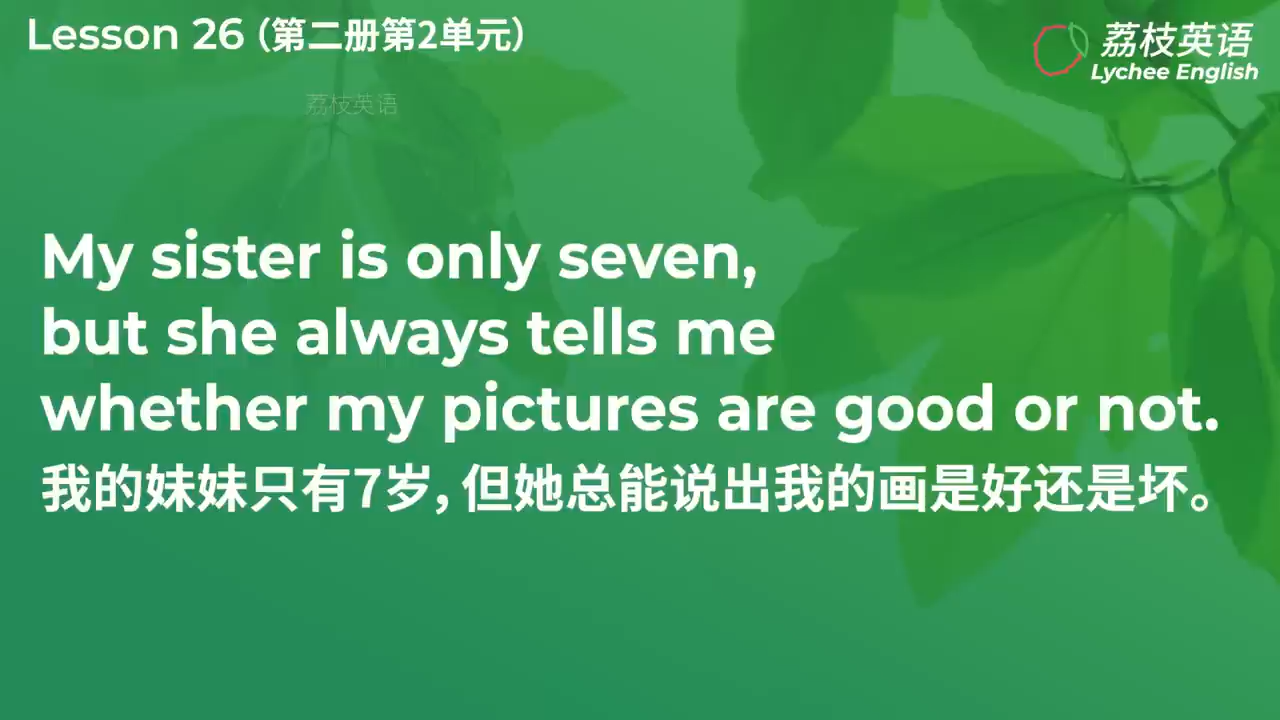 Lesson 26（第二册第2单元）
荔枝英语
Lychee English
荔枝英语
My sister is only seven,
but she always tells me
whether my pictures are good or not.
我的妹妹只有7岁，但她总能说出我的画是好还是坏。